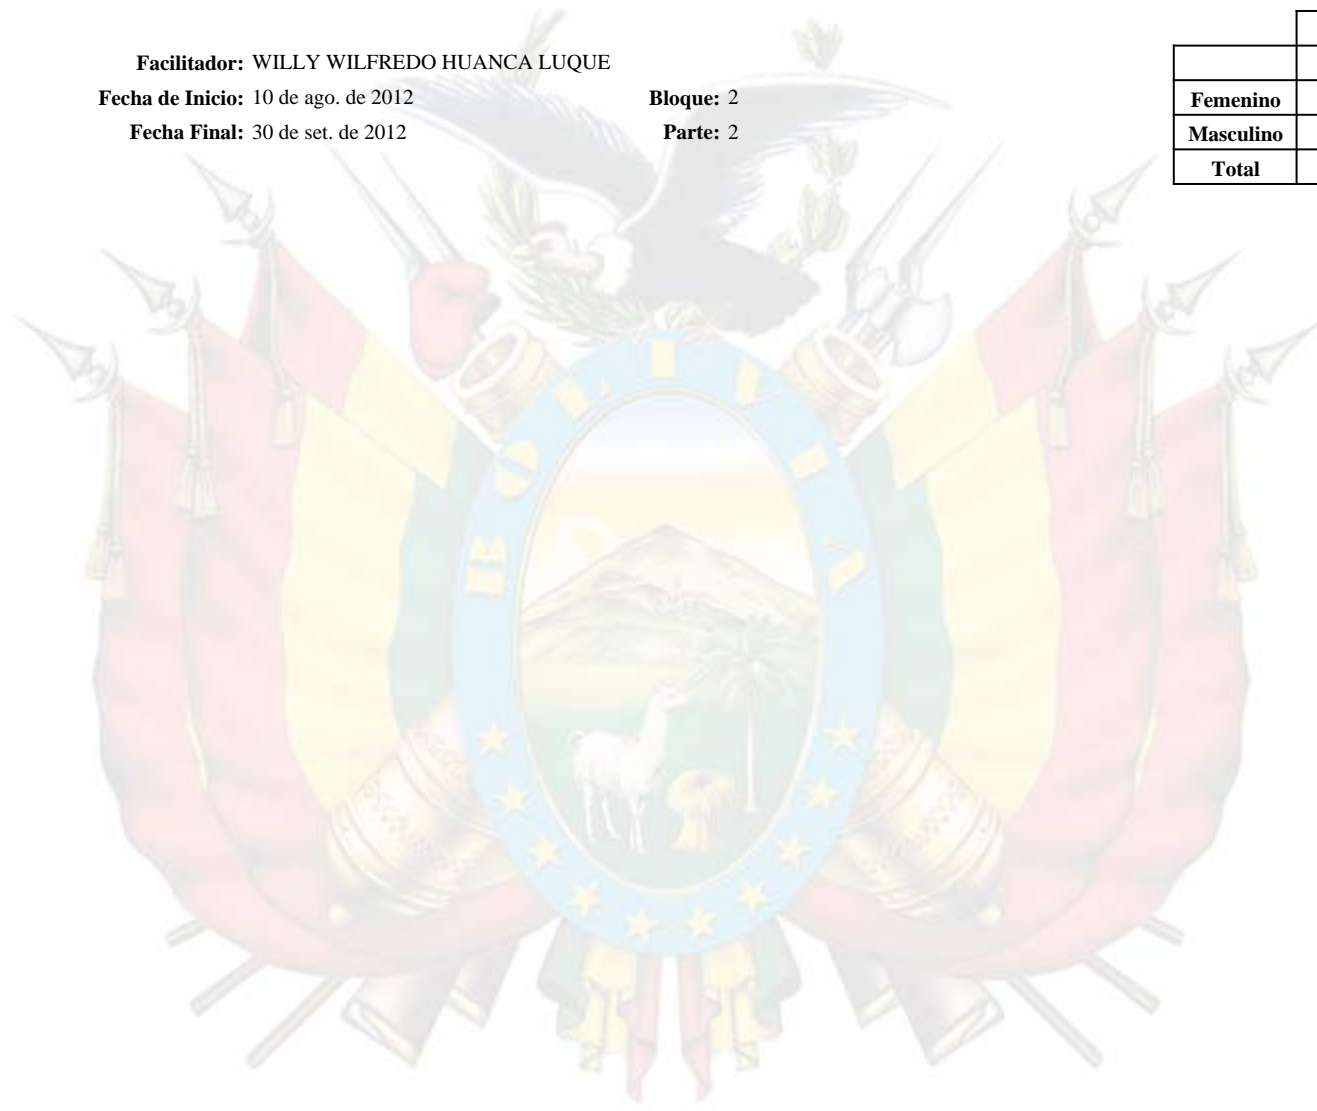 Facilitador: WILLY WILFREDO HUANCA LUQUE
Fecha de Inicio: 10 de ago. de 2012 Bloque: 2
Fecha Final: 30 de set. de 2012 Parte: 2
Femenino
Masculino
Total
BOLIVIA